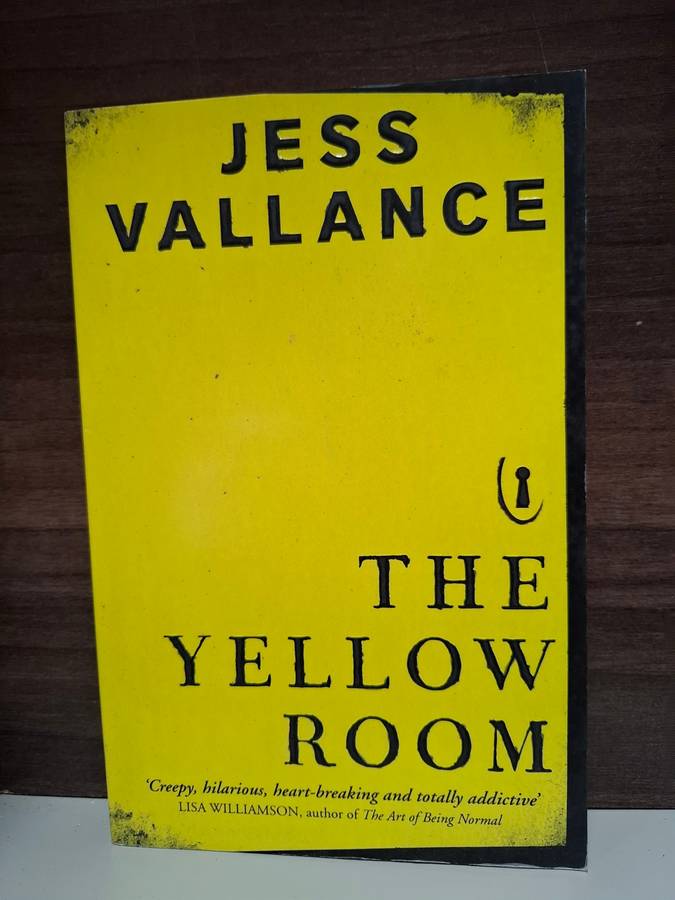 JESS
VALLANCE
THE
YELLOW
ROOM
‘Creepy, hilarious, heart-breaking and totally addictive’
LISA WILLIAMSON, author of The Art of Being Normal